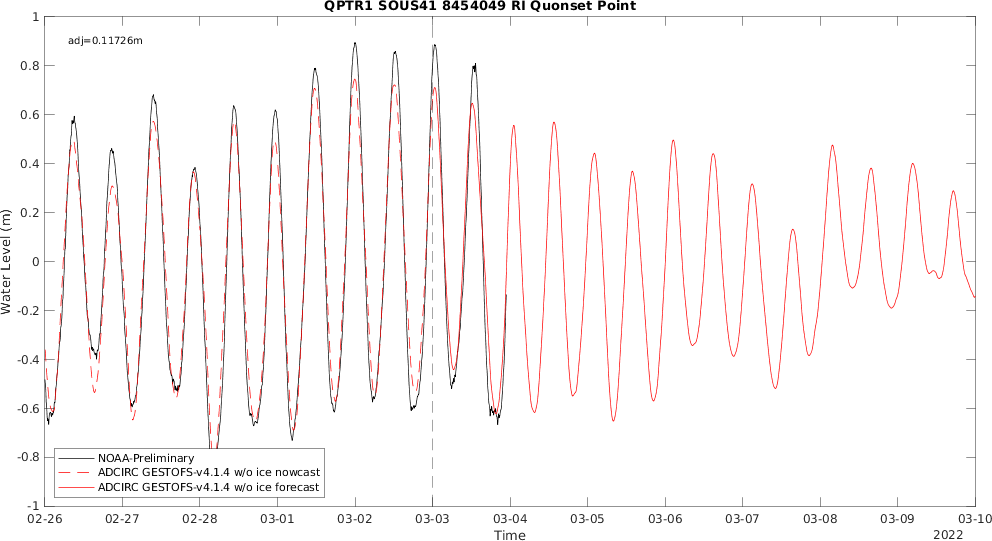 QPTR1 SOUS41 8454049 RI Quonset Point
adj=0.11726m
1
0.8
0.6
0.4
0.2
0
-0.2
-0.4
-0.6
-0.8
-1
Water Level (m)
NOAA-Preliminary
ADCIRC GESTOFS-v4.1.4 w/o ice nowcast
ADCIRC GESTOFS-v4.1.4 w/o ice forecast
02-26 02-27 02-28 03-01 03-02 03-03 03-04 03-05 03-06 03-07 03-08 03-09 03-10
Time
2022